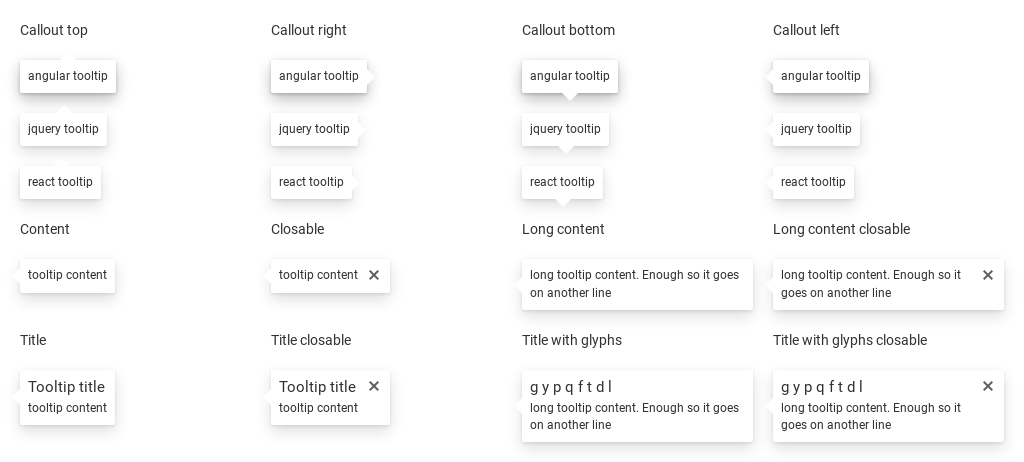 Callout top
Callout right
Callout bottom
Callout left
angular tooltip
angular tooltip
angular tooltip
angular tooltip
jquery tooltip
jquery tooltip
jquery tooltip
jquery tooltip
react tooltip
react tooltip
react tooltip
react tooltip
Content
Closable
Long content
Long content closable
tooltip content
tooltip content
long tooltip content. Enough so it goes
on another line
long tooltip content. Enough so it
goes on another line
Title
Title closable
Title with glyphs
Title with glyphs closable
Tooltip title
tooltip content
Tooltip title
tooltip content
g y p q f t d l
long tooltip content. Enough so it goes
on another line
g y p q f t d l
long tooltip content. Enough so it
goes on another line